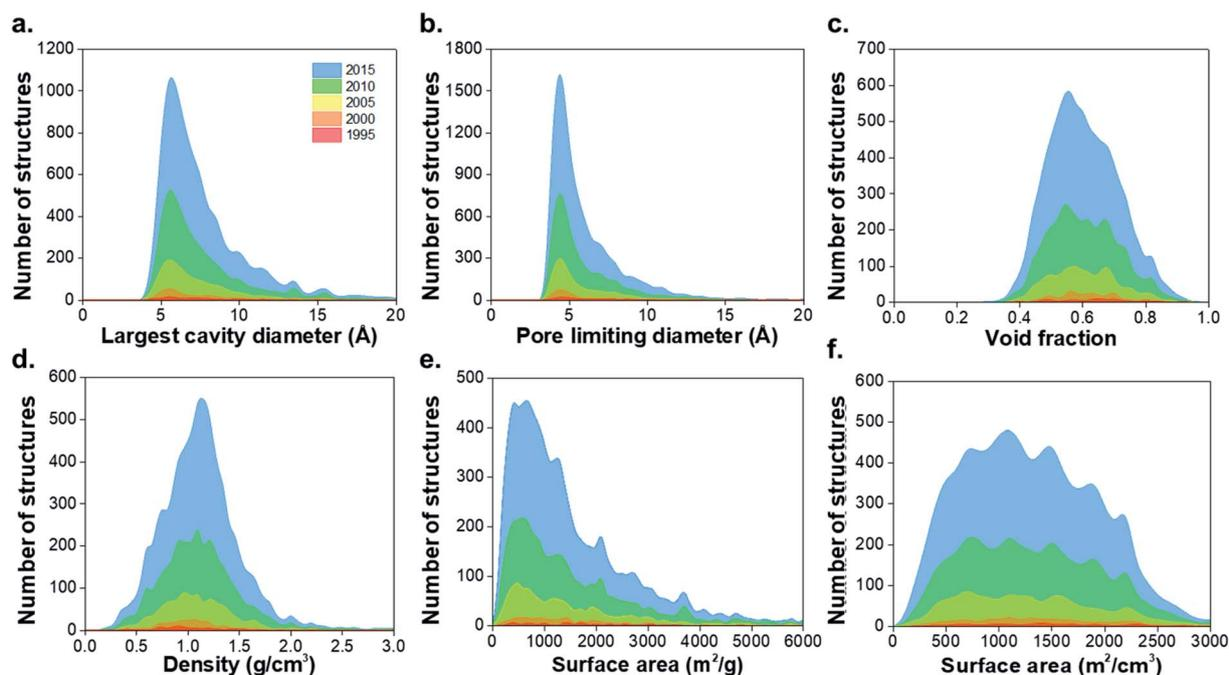 a.
1200
1000
800
600
400
200
0
Number of structures
0 5 10 15 20
Largest cavity diameter (Å)
2015
2010
2005
2000
1995
b.
1800
1500
1200
900
600
300
0
Number of structures
0 5 10 15 20
Pore limiting diameter (Å)
c.
700
600
500
400
300
200
100
0
Number of structures
0.0 0.2 0.4 0.6 0.8 1.0
Void fraction
d.
600
500
400
300
200
100
0
Number of structures
0.0 0.5 1.0 1.5 2.0 2.5 3.0
Density (g/cm³)
e.
500
400
300
200
100
0
Number of structures
0 1000 2000 3000 4000 5000 6000
Surface area (m²/g)
f.
600
500
400
300
200
100
0
Number of structures
0 500 1000 1500 2000 2500 3000
Surface area (m²/cm³)